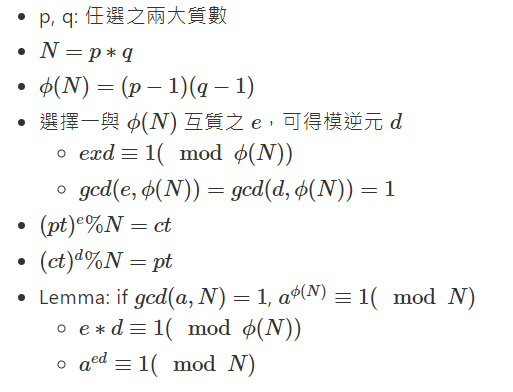 p, q: 任選之兩大質數
N = p * q
ϕ(N) = (p − 1)(q − 1)
選擇一與 ϕ(N) 互質之 e，可得模逆元 d
exd ≡ 1( mod ϕ(N))
gcd(e, ϕ(N)) = gcd(d, ϕ(N)) = 1
(pt)^e%N = ct
(ct)^d%N = pt
Lemma: if gcd(a, N) = 1, a^ϕ(N) ≡ 1( mod N)
e * d ≡ 1( mod ϕ(N))
a^ed ≡ 1( mod N)